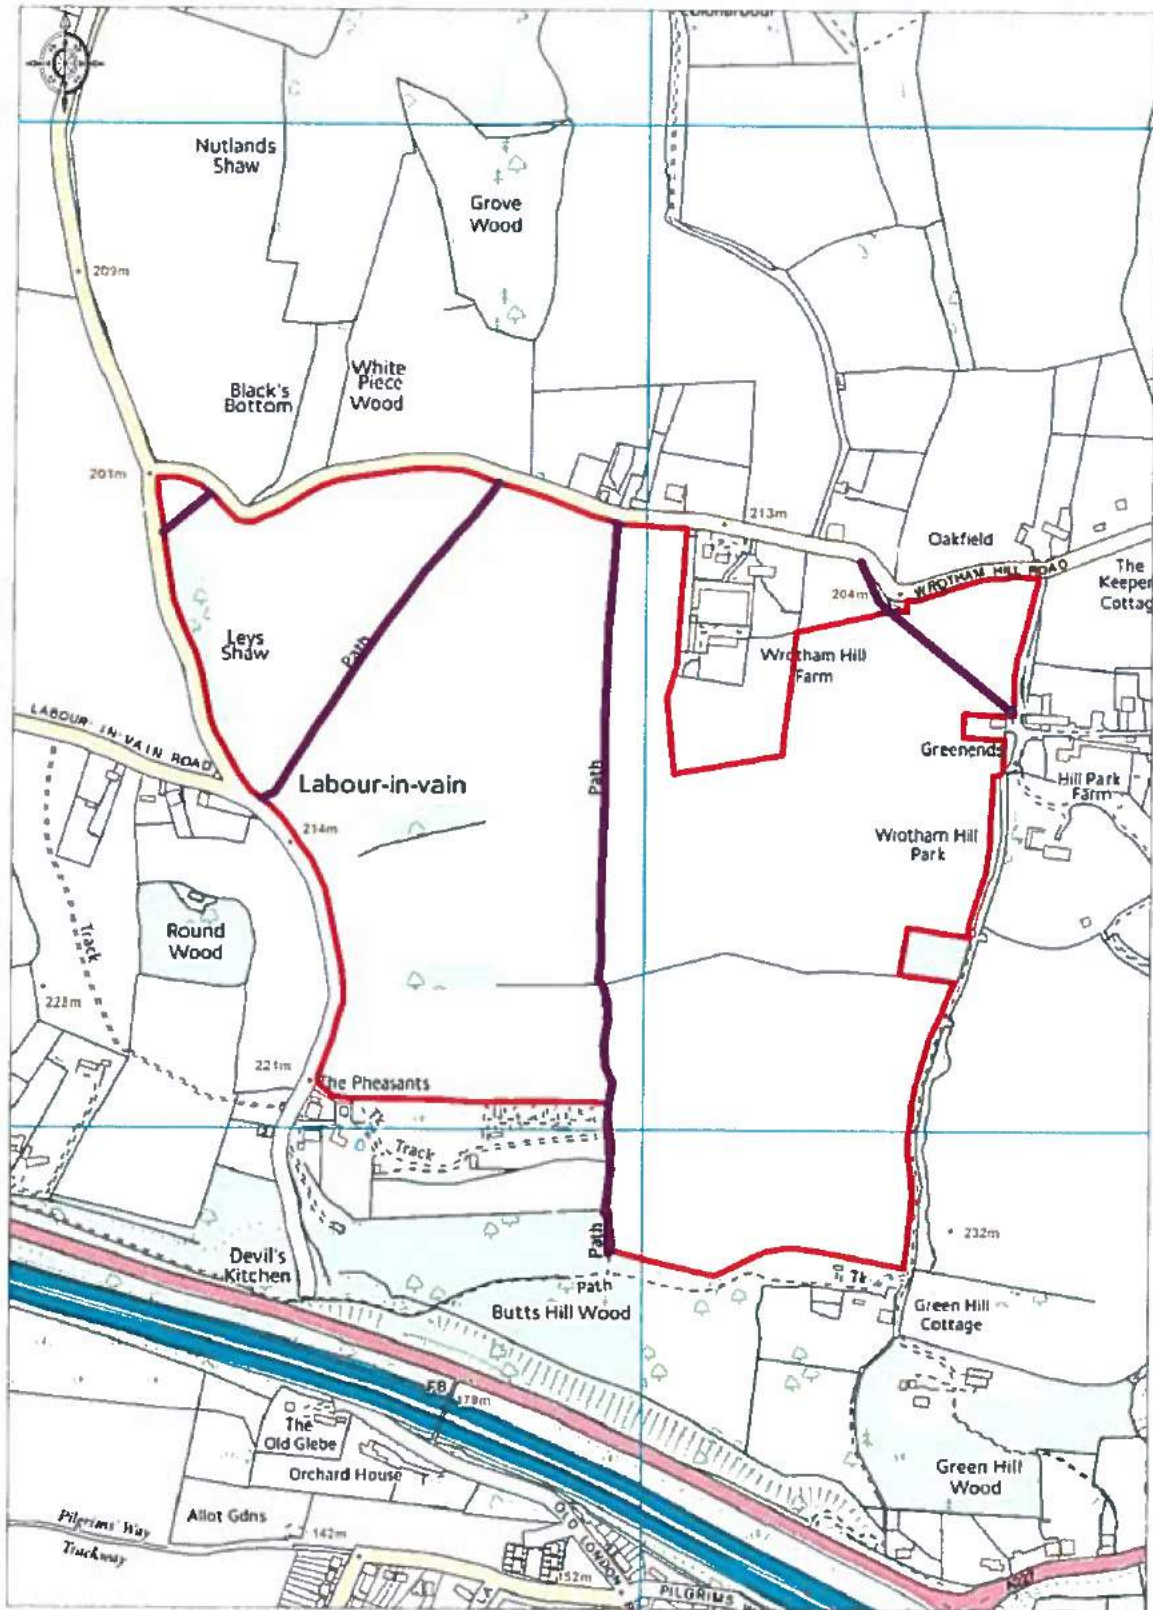 Nutlands
Shaw
Grove
Wood
209m
White
Piece
Wood
Black's
Bottom
201m
213m
Oakfield
WROTHAM HILL ROAD
The
Keeper
Cottag
204m
Leys
Shaw
Path
Wrotham Hill
Farm
LABOUR-IN-VAIN ROAD
Greenends
Labour-in-vain
Path
Hill Park
Farm
214m
Wrotham Hill
Park
Track
Round
Wood
223m
221m
The Pheasants
Tk
Track
232m
Path
Devil's
Kitchen
Path
Tk
Butts Hill Wood
Green Hill
Cottage
FB
178m
The
Old Glebe
Orchard House
Green Hill
Wood
Allot Gdns
Pilgrims' Way
Trackway
142m
OLD LONDON
152m
PILGRIMS